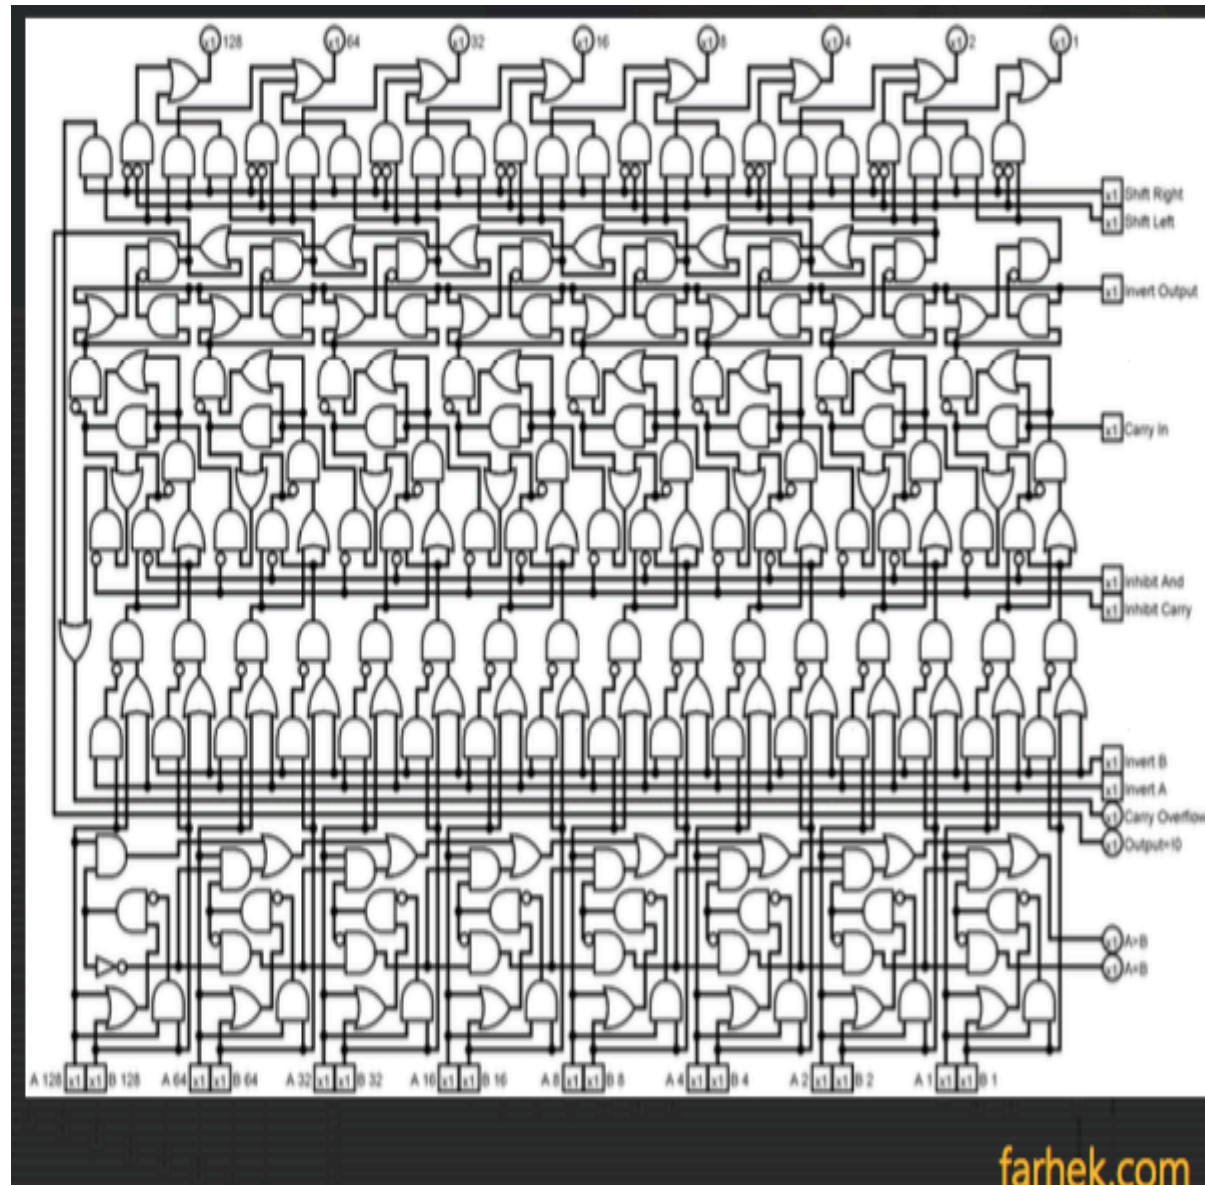 x1 128 x1 64 x1 32 x1 16 x1 8 x1 4 x1 2 x1 1
x1 Shift Right
x1 Shift Left
x1 Invert Output
x1 Carry In
x1 Inhibit And
x1 Inhibit Carry
x1 Invert B
x1 Invert A
x1 Carry Overflow
x1 Output=!0
x1 A>B
x1 A=B
A 128 x1 x1 B 128 A 64 x1 x1 B 64 A 32 x1 x1 B 32 A 16 x1 x1 B 16 A 8 x1 x1 B 8 A 4 x1 x1 B 4 A 2 x1 x1 B 2 A 1 x1 x1 B 1
farhek.com